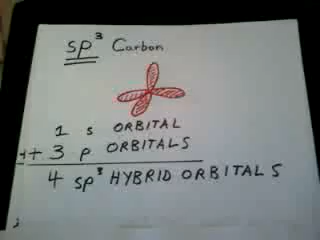 sp³ Carbon
1 s ORBITAL
+ 3 p ORBITALS
4 sp³ HYBRID ORBITALS